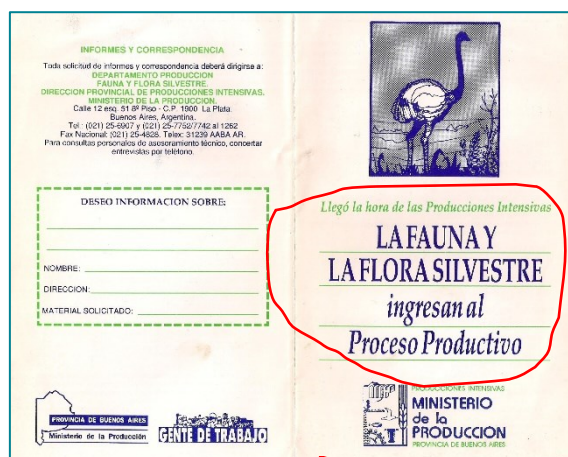 INFORMES Y CORRESPONDENCIA
Toda solicitud de informes y correspondencia deberá dirigirse a:
DEPARTAMENTO PRODUCCION
FAUNA Y FLORA SILVESTRE.
DIRECCION PROVINCIAL DE PRODUCCIONES INTENSIVAS.
MINISTERIO DE LA PRODUCCION.
Calle 12 esq. 51 8º Piso - C.P. 1900 La Plata.
Buenos Aires, Argentina.
Tel.: (021) 25-6907 y (021) 25-7752/7742 al 1262
Fax Nacional: (021) 25-4828. Telex: 31239 AABA AR.
Para consultas personales de asesoramiento técnico, concertar
entrevistas por teléfono.
DESEO INFORMACION SOBRE:
NOMBRE:
DIRECCION:
MATERIAL SOLICITADO:
PROVINCIA DE BUENOS AIRES
Ministerio de la Producción
GENTE DE TRABAJO
Llegó la hora de las Producciones Intensivas
LA FAUNA Y
LA FLORA SILVESTRE
ingresan al
Proceso Productivo
PRODUCCIONES INTENSIVAS
MINISTERIO
de la
PRODUCCION
PROVINCIA DE BUENOS AIRES